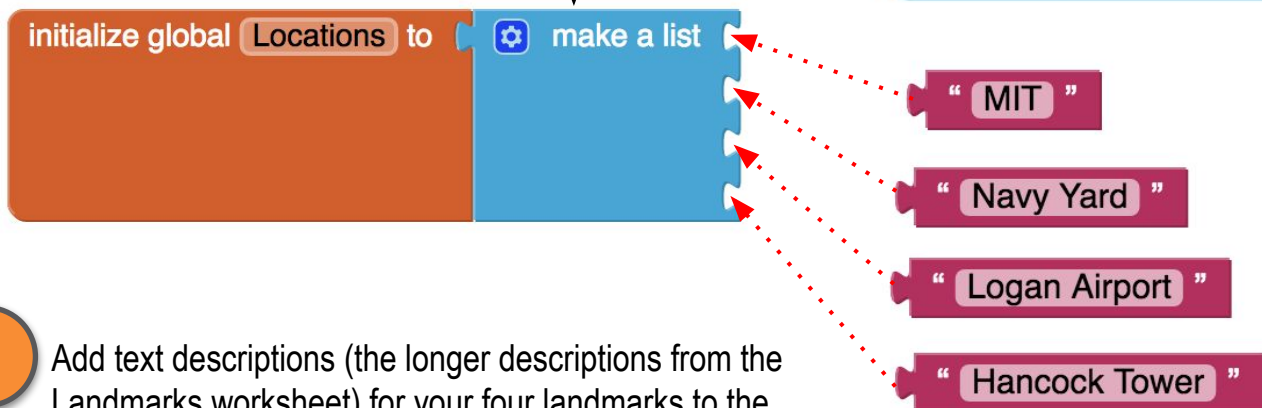 initialize global Locations to make a list
“ MIT ”
“ Navy Yard ”
“ Logan Airport ”
“ Hancock Tower ”
Add text descriptions (the longer descriptions from the
Landmarks worksheet) for your four landmarks to the